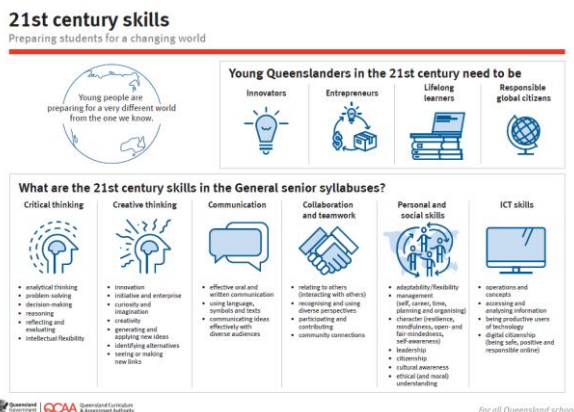 21st century skills
Preparing students for a changing world
Young people are
preparing for a very different world
from the one we know.
Young Queenslanders in the 21st century need to be
Innovators
Entrepreneurs
Lifelong
learners
Responsible
global citizens
What are the 21st century skills in the General senior syllabuses?
Critical thinking
• analytical thinking
• problem-solving
• decision-making
• reasoning
• reflecting and
evaluating
• intellectual flexibility
Creative thinking
• innovation
• initiative and enterprise
• curiosity and
imagination
• creativity
• generating and
applying new ideas
• identifying alternatives
• seeing or making
new links
Communication
• effective oral and
written communication
• using language,
symbols and texts
• communicating ideas
effectively with
diverse audiences
Collaboration
and teamwork
• relating to others
(interacting with others)
• recognising and using
diverse perspectives
• participating and
contributing
• community connections
Personal and
social skills
• adaptability/flexibility
• management
(self, career, time,
planning and organising)
• character (resilience,
mindfulness, open- and
fair-mindedness,
self-awareness)
• leadership
• citizenship
• cultural awareness
• ethical (and moral)
understanding
ICT skills
• operations and
concepts
• accessing and
analysing information
• being productive users
of technology
• digital citizenship
(being safe, positive and
responsible online)
Queensland
Government
QCAA
Queensland Curriculum
& Assessment Authority
For all Queensland schools